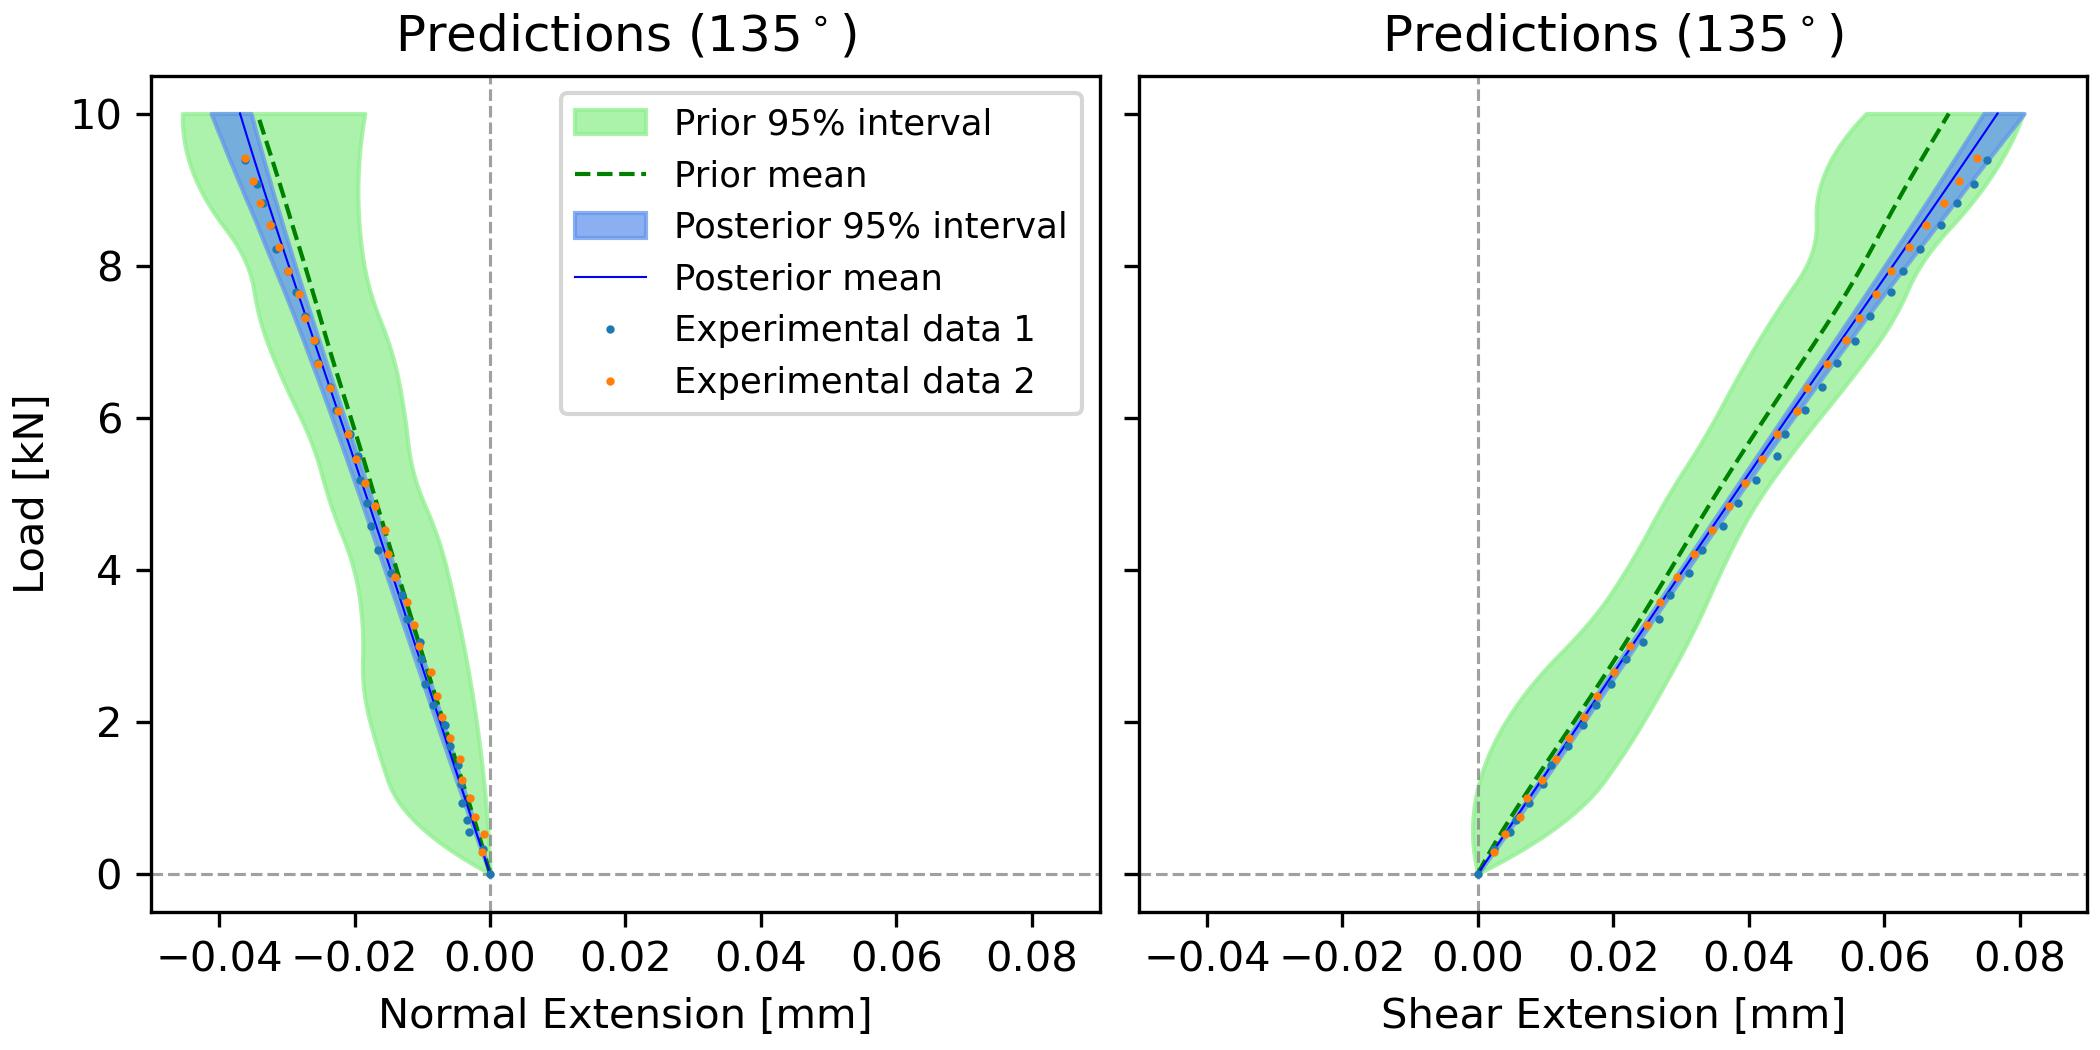 Predictions (135°)
Predictions (135°)
Load [kN]
10
8
6
4
2
0
Prior 95% interval
Prior mean
Posterior 95% interval
Posterior mean
Experimental data 1
Experimental data 2
−0.04 −0.02 0.00 0.02 0.04 0.06 0.08
−0.04 −0.02 0.00 0.02 0.04 0.06 0.08
Normal Extension [mm]
Shear Extension [mm]